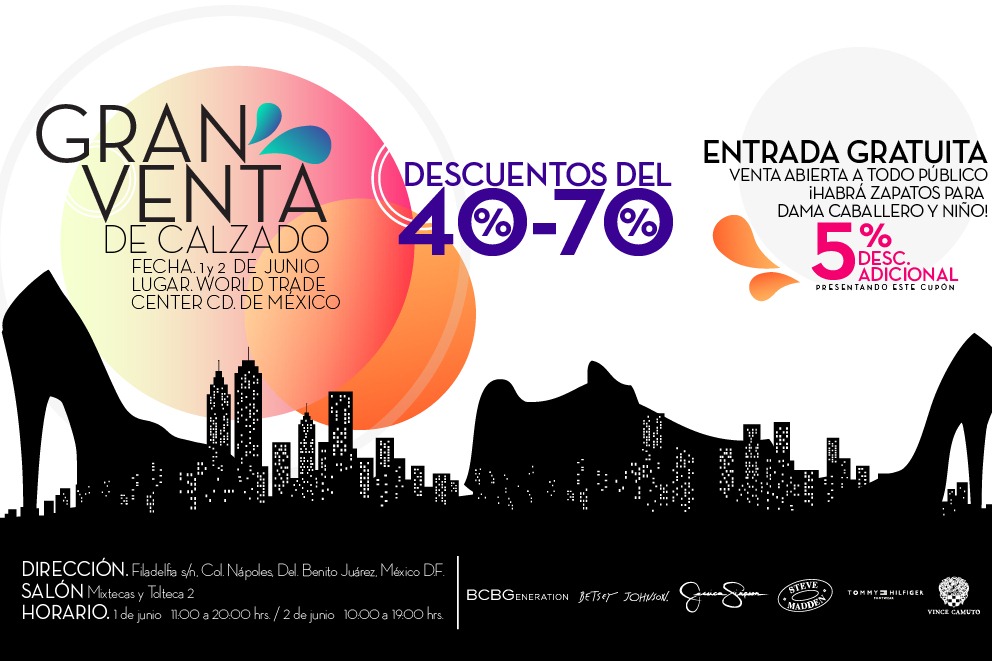 GRAN
VENTA
DE CALZADO
FECHA. 1 y 2 DE JUNIO
LUGAR. WORLD TRADE
CENTER CD. DE MÉXICO
DESCUENTOS DEL
40%-70%
ENTRADA GRATUITA
VENTA ABIERTA A TODO PÚBLICO
¡HABRÁ ZAPATOS PARA
DAMA CABALLERO Y NIÑO!
5%
DESC.
ADICIONAL
PRESENTANDO ESTE CUPÓN
DIRECCIÓN. Filadelfia s/n, Col. Nápoles, Del. Benito Juárez, México D.F.
SALÓN Mixtecas y Tolteca 2
HORARIO. 1 de junio 11:00 a 20:00 hrs. / 2 de junio 10:00 a 19:00 hrs.
BCBGENERATION
BETSEY JOHNSON.
Jessica Simpson
STEVE
MADDEN
TOMMY HILFIGER
FOOTWEAR
VINCE CAMUTO